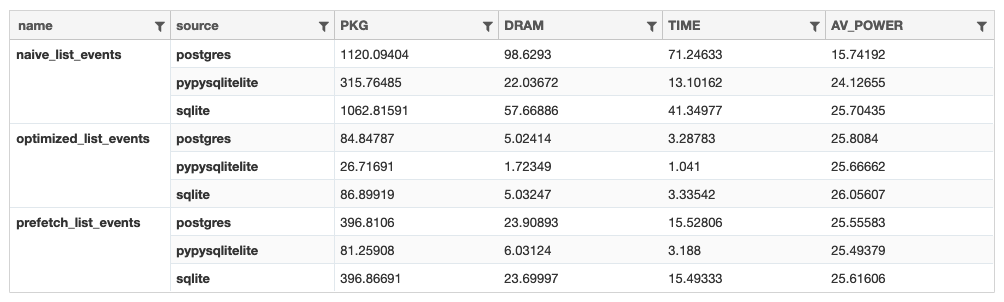 name source PKG DRAM TIME AV_POWER
naive_list_events postgres 1120.09404 98.6293 71.24633 15.74192
pypysqlitelite 315.76485 22.03672 13.10162 24.12655
sqlite 1062.81591 57.66886 41.34977 25.70435
optimized_list_events postgres 84.84787 5.02414 3.28783 25.8084
pypysqlitelite 26.71691 1.72349 1.041 25.66662
sqlite 86.89919 5.03247 3.33542 26.05607
prefetch_list_events postgres 396.8106 23.90893 15.52806 25.55583
pypysqlitelite 81.25908 6.03124 3.188 25.49379
sqlite 396.86691 23.69997 15.49333 25.61606